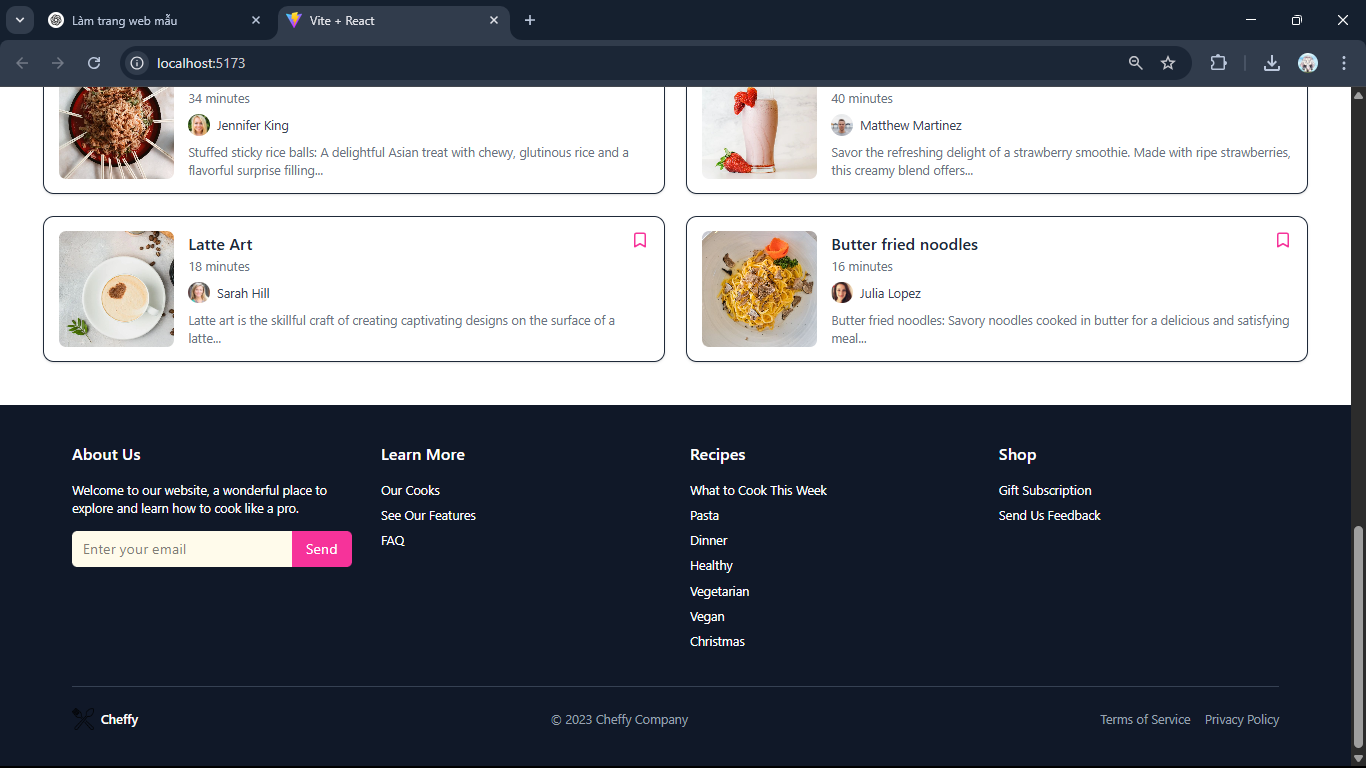 Làm trang web mẫu
Vite + React
localhost:5173
34 minutes
Jennifer King
Stuffed sticky rice balls: A delightful Asian treat with chewy, glutinous rice and a
flavorful surprise filling...
40 minutes
Matthew Martinez
Savor the refreshing delight of a strawberry smoothie. Made with ripe strawberries,
this creamy blend offers...
Latte Art
18 minutes
Sarah Hill
Latte art is the skillful craft of creating captivating designs on the surface of a
latte...
Butter fried noodles
16 minutes
Julia Lopez
Butter fried noodles: Savory noodles cooked in butter for a delicious and satisfying
meal...
About Us
Welcome to our website, a wonderful place to
explore and learn how to cook like a pro.
Enter your email
Send
Learn More
Our Cooks
See Our Features
FAQ
Recipes
What to Cook This Week
Pasta
Dinner
Healthy
Vegetarian
Vegan
Christmas
Shop
Gift Subscription
Send Us Feedback
Cheffy
© 2023 Cheffy Company
Terms of Service
Privacy Policy